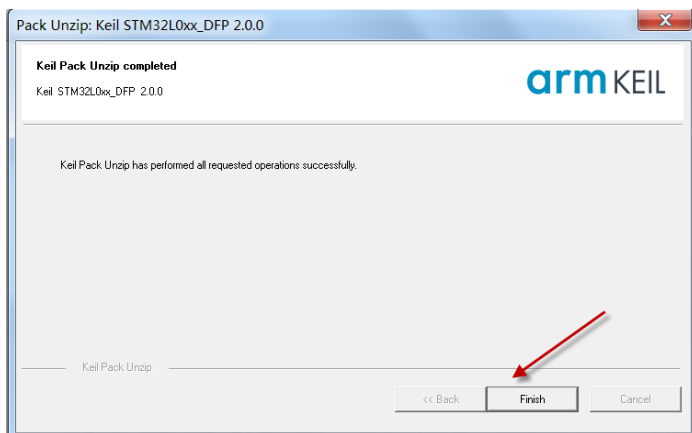 Pack Unzip: Keil STM32L0xx_DFP 2.0.0
Keil Pack Unzip completed
Keil STM32L0xx_DFP 2.0.0
arm KEIL
Keil Pack Unzip has performed all requested operations successfully.
Keil Pack Unzip
<< Back Finish Cancel